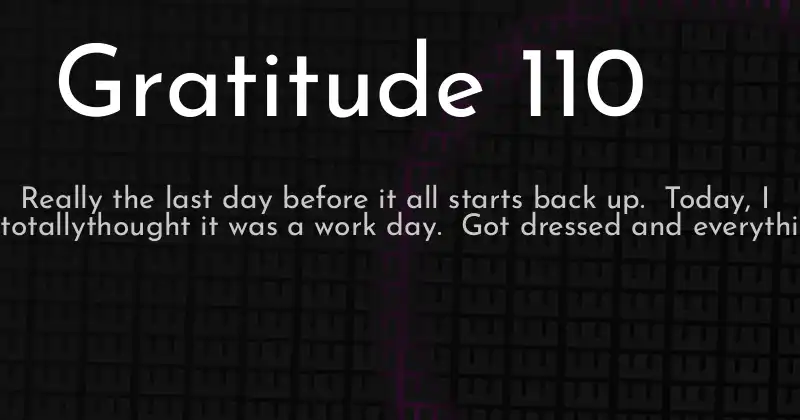 Gratitude 110
Really the last day before it all starts back up.  Today, I
totallythought it was a work day.  Got dressed and everythi